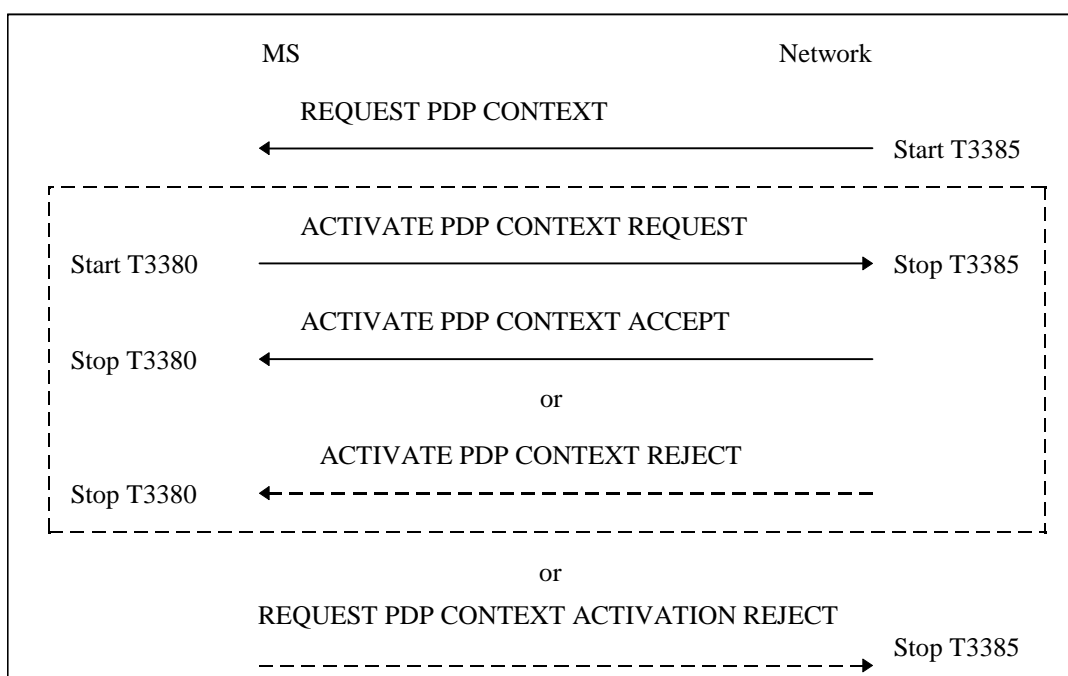 MS Network
REQUEST PDP CONTEXT
Start T3385
ACTIVATE PDP CONTEXT REQUEST
Start T3380 Stop T3385
ACTIVATE PDP CONTEXT ACCEPT
Stop T3380
or
ACTIVATE PDP CONTEXT REJECT
Stop T3380
or
REQUEST PDP CONTEXT ACTIVATION REJECT
Stop T3385